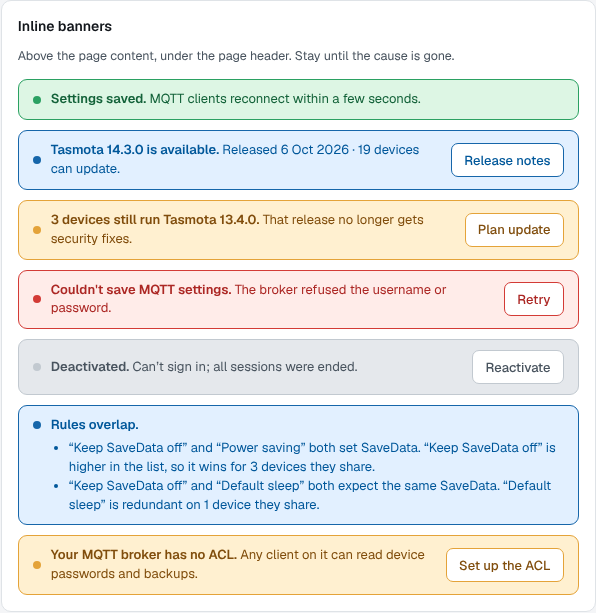 Inline banners
Above the page content, under the page header. Stay until the cause is gone.
Settings saved. MQTT clients reconnect within a few seconds.
Tasmota 14.3.0 is available. Released 6 Oct 2026 · 19 devices
can update.
Release notes
3 devices still run Tasmota 13.4.0. That release no longer gets
security fixes.
Plan update
Couldn't save MQTT settings. The broker refused the username or
password.
Retry
Deactivated. Can't sign in; all sessions were ended.
Reactivate
Rules overlap.
• “Keep SaveData off” and “Power saving” both set SaveData. “Keep SaveData off” is
higher in the list, so it wins for 3 devices they share.
• “Keep SaveData off” and “Default sleep” both expect the same SaveData. “Default
sleep” is redundant on 1 device they share.
Your MQTT broker has no ACL. Any client on it can read device
passwords and backups.
Set up the ACL